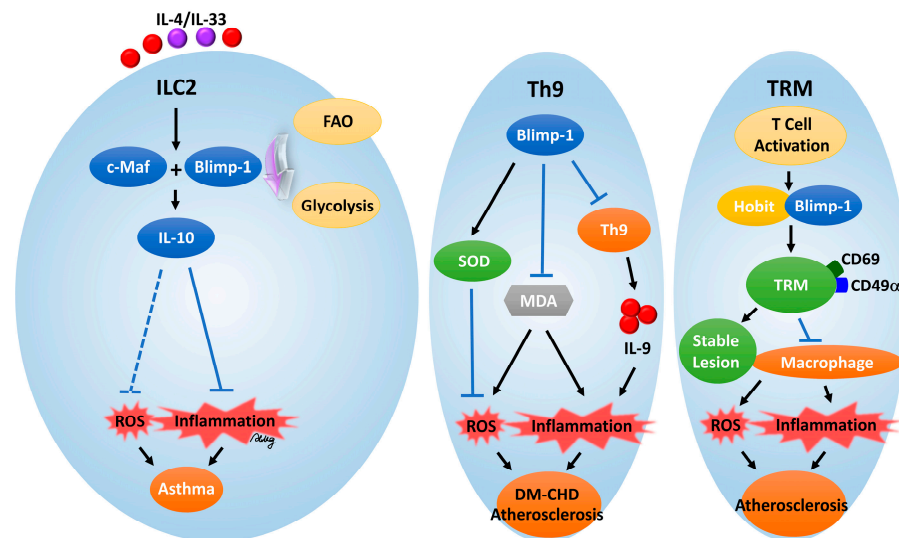 IL-4/IL-33
ILC2
FAO
c-Maf
+
Blimp-1
Glycolysis
IL-10
ROS
Inflammation
Asthma
Th9
Blimp-1
Th9
SOD
MDA
IL-9
ROS
Inflammation
DM-CHD
Atherosclerosis
TRM
T Cell
Activation
Hobit
Blimp-1
CD69
TRM
CD49α
Stable
Lesion
Macrophage
ROS
Inflammation
Atherosclerosis